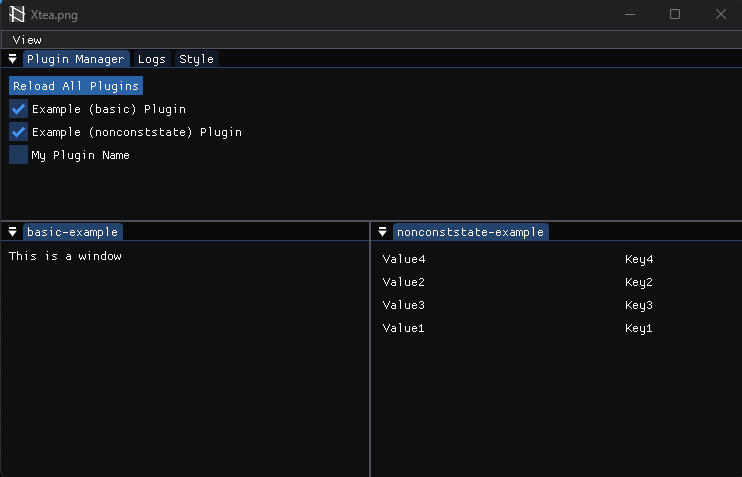 Xtea.png
View
Plugin Manager Logs Style
Reload All Plugins
Example (basic) Plugin
Example (nonconststate) Plugin
My Plugin Name
basic-example
This is a window
nonconststate-example
Value4 Key4
Value2 Key2
Value3 Key3
Value1 Key1